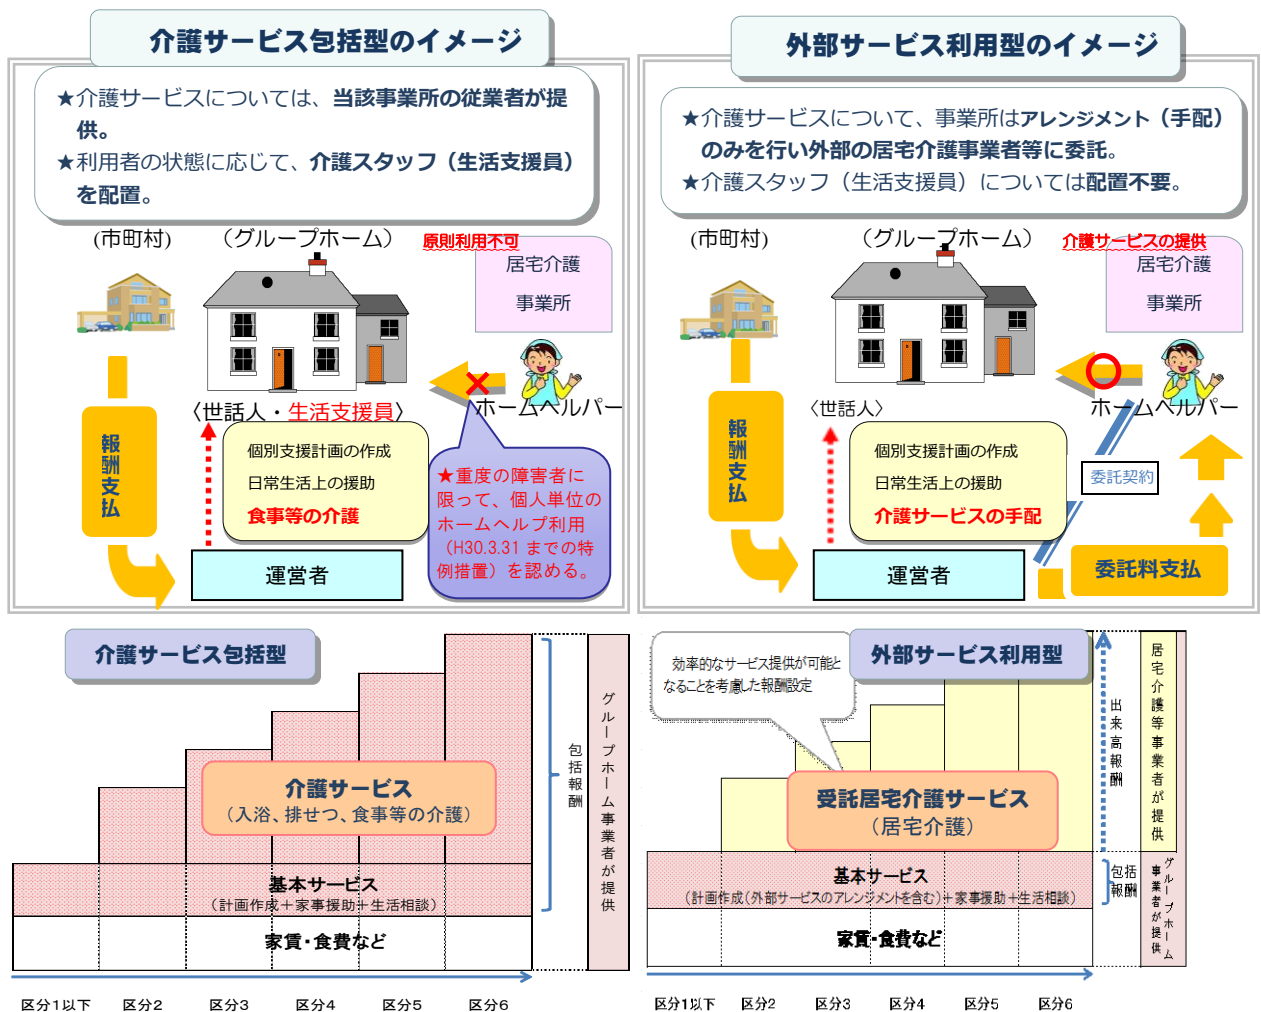 介護サービス包括型のイメージ
★介護サービスについては、当該事業所の従業者が提
供。
★利用者の状態に応じて、介護スタッフ（生活支援員）
を配置。
(市町村)
（グループホーム）
原則利用不可
居宅介護
事業所
ホームヘルパー
〈世話人・生活支援員〉
報酬支払
個別支援計画の作成
日常生活上の援助
食事等の介護
★重度の障害者に
限って、個人単位の
ホームヘルプ利用
（H30.3.31 までの特
例措置）を認める。
運営者
外部サービス利用型のイメージ
★介護サービスについて、事業所はアレンジメント（手配）
のみを行い外部の居宅介護事業者等に委託。
★介護スタッフ（生活支援員）については配置不要。
(市町村)
（グループホーム）
介護サービスの提供
居宅介護
事業所
ホームヘルパー
〈世話人〉
報酬支払
個別支援計画の作成
日常生活上の援助
介護サービスの手配
委託契約
委託料支払
運営者
介護サービス包括型
介護サービス
（入浴、排せつ、食事等の介護）
基本サービス
（計画作成＋家事援助＋生活相談）
家賃・食費など
包括報酬
グループホーム事業者が提供
区分1以下
区分2
区分3
区分4
区分5
区分6
効率的なサービス提供が可能と
なることを考慮した報酬設定
外部サービス利用型
受託居宅介護サービス
（居宅介護）
基本サービス
（計画作成（外部サービスのアレンジメントを含む）＋家事援助＋生活相談）
家賃・食費など
出来高報酬
居宅介護等事業者が提供
包括
報酬
グループホーム
事業者が提供
区分1以下
区分2
区分3
区分4
区分5
区分6